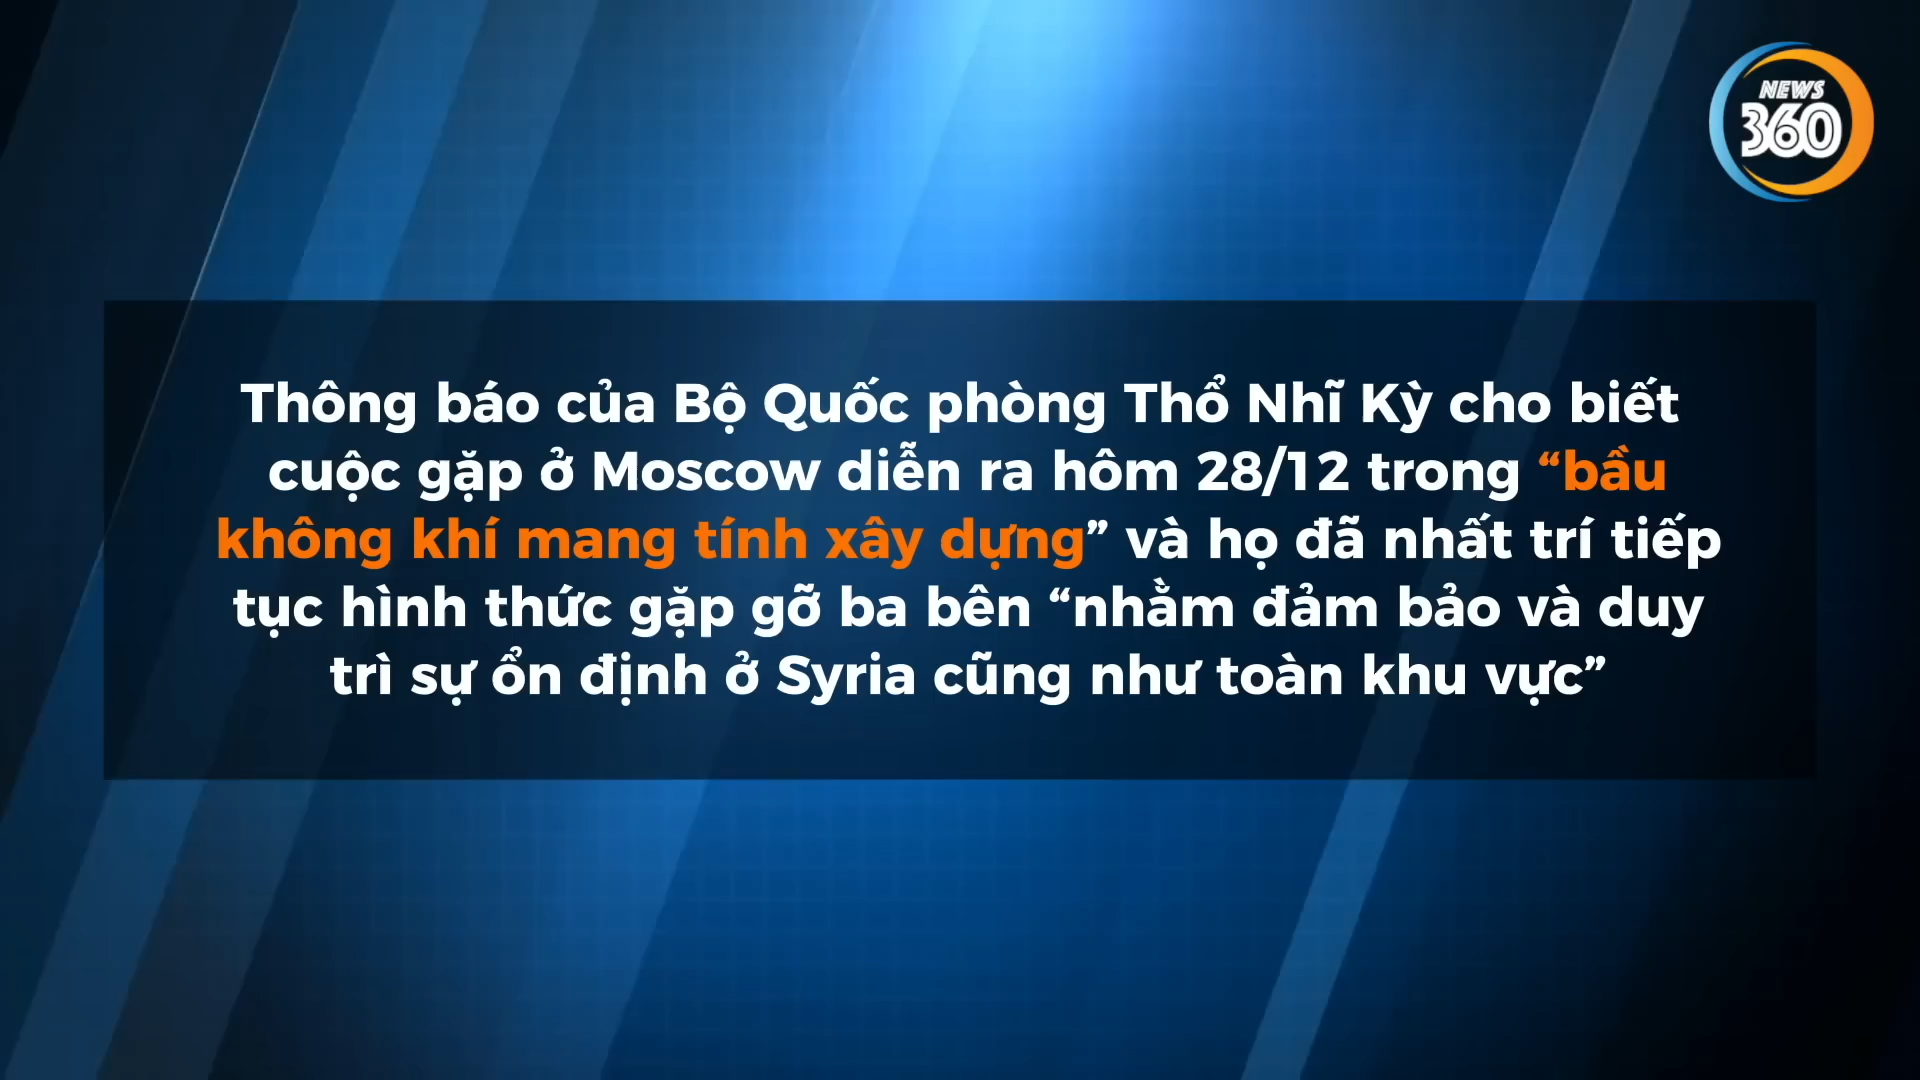 NEWS
360
Thông báo của Bộ Quốc phòng Thổ Nhĩ Kỳ cho biết
cuộc gặp ở Moscow diễn ra hôm 28/12 trong “bầu
không khí mang tính xây dựng” và họ đã nhất trí tiếp
tục hình thức gặp gỡ ba bên “nhằm đảm bảo và duy
trì sự ổn định ở Syria cũng như toàn khu vực”